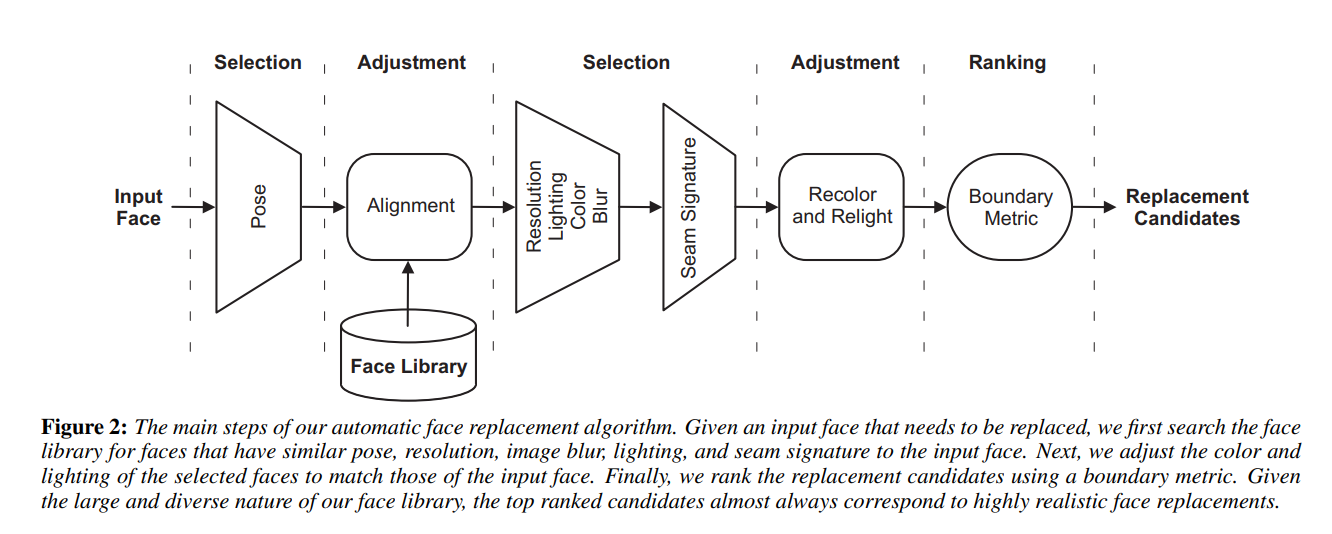 Selection Adjustment Selection Adjustment Ranking
Input
Face
Pose
Alignment
Resolution
Lighting
Color
Blur
Seam Signature
Recolor
and Relight
Boundary
Metric
Replacement
Candidates
Face Library
Figure 2: The main steps of our automatic face replacement algorithm. Given an input face that needs to be replaced, we first search the face
library for faces that have similar pose, resolution, image blur, lighting, and seam signature to the input face. Next, we adjust the color and
lighting of the selected faces to match those of the input face. Finally, we rank the replacement candidates using a boundary metric. Given
the large and diverse nature of our face library, the top ranked candidates almost always correspond to highly realistic face replacements.